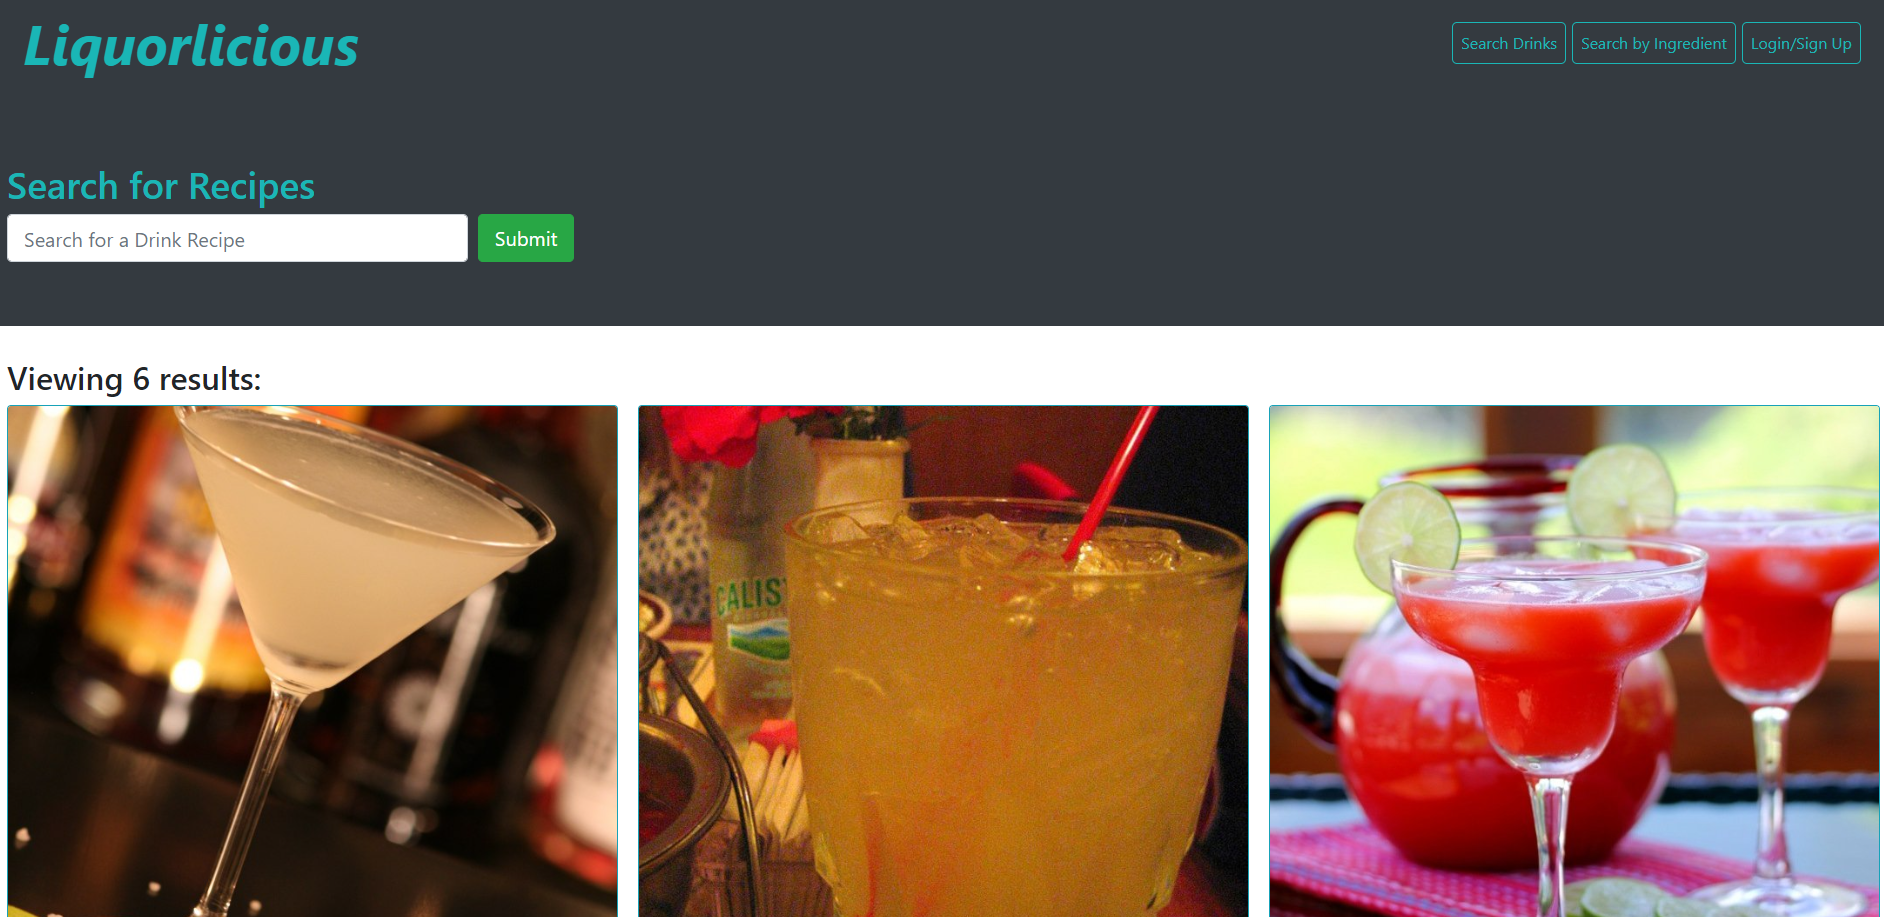 Liquorlicious
Search Drinks
Search by Ingredient
Login/Sign Up
Search for Recipes
Search for a Drink Recipe
Submit
Viewing 6 results:
CALIS